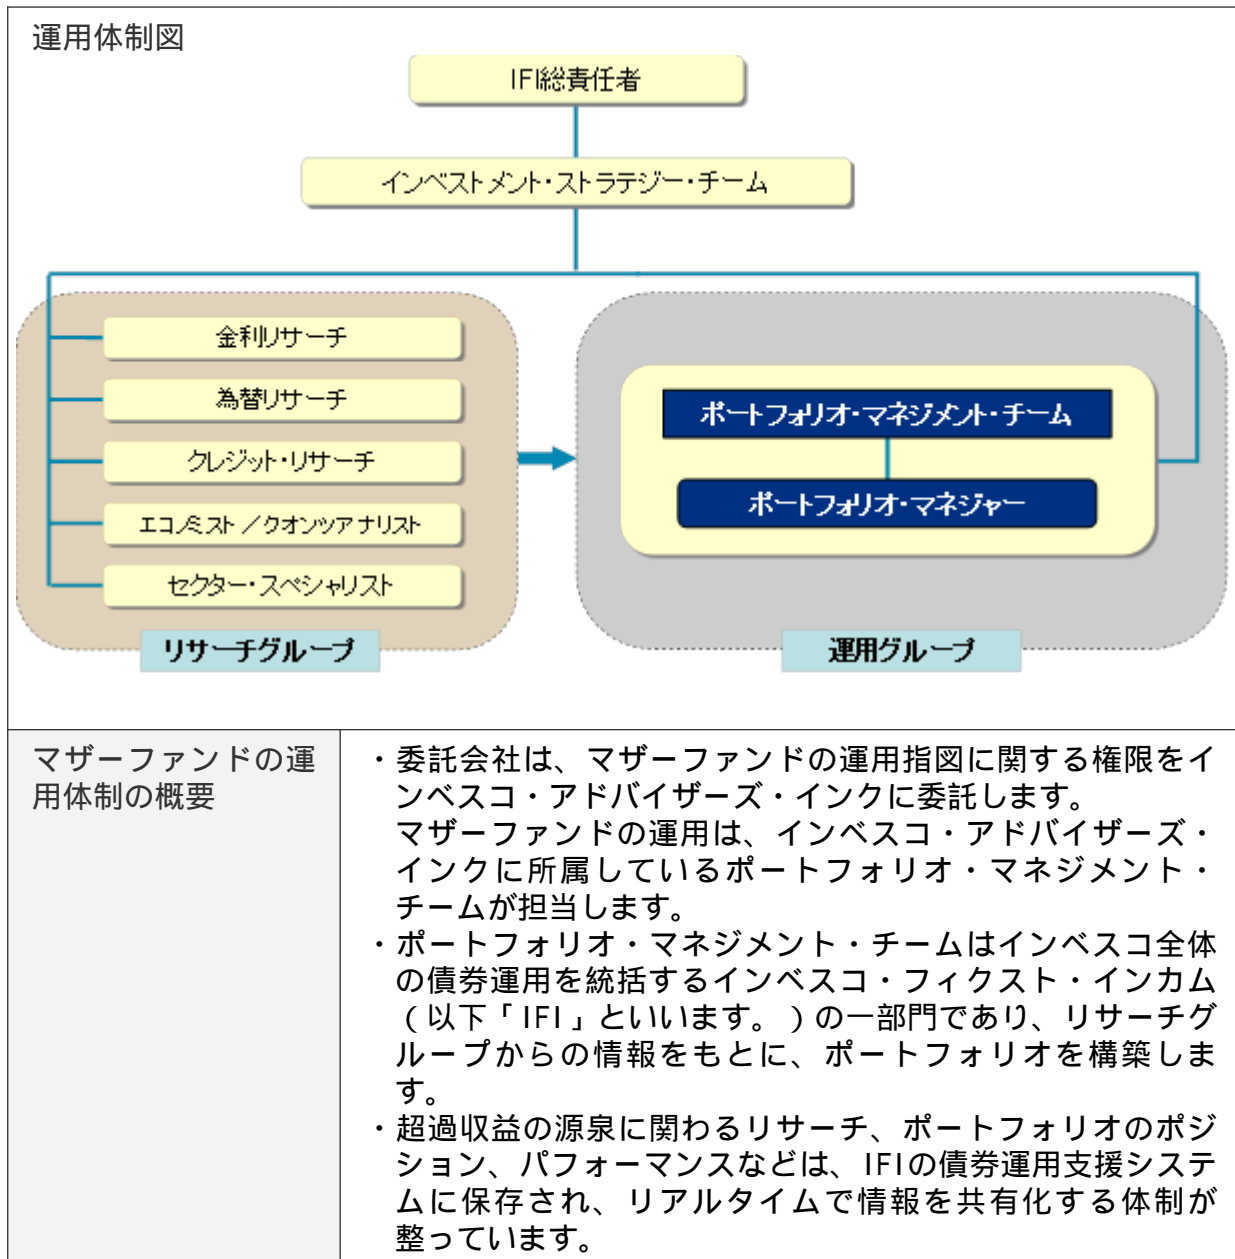 運用体制図
IFI総責任者
インベストメント・ストラテジー・チーム
金利リサーチ
為替リサーチ
クレジット・リサーチ
エコノミスト／クオンツアナリスト
セクター・スペシャリスト
リサーチグループ
ポートフォリオ・マネジメント・チーム
ポートフォリオ・マネジャー
運用グループ
マザーファンドの運
用体制の概要
・委託会社は、マザーファンドの運用指図に関する権限をイ
ンベスコ・アドバイザーズ・インクに委託します。
マザーファンドの運用は、インベスコ・アドバイザーズ・
インクに所属しているポートフォリオ・マネジメント・
チームが担当します。
・ポートフォリオ・マネジメント・チームはインベスコ全体
の債券運用を統括するインベスコ・フィクスト・インカム
（以下「IFI」といいます。）の一部門であり、リサーチグ
ループからの情報をもとに、ポートフォリオを構築しま
す。
・超過収益の源泉に関わるリサーチ、ポートフォリオのポジ
ション、パフォーマンスなどは、IFIの債券運用支援システ
ムに保存され、リアルタイムで情報を共有化する体制が
整っています。